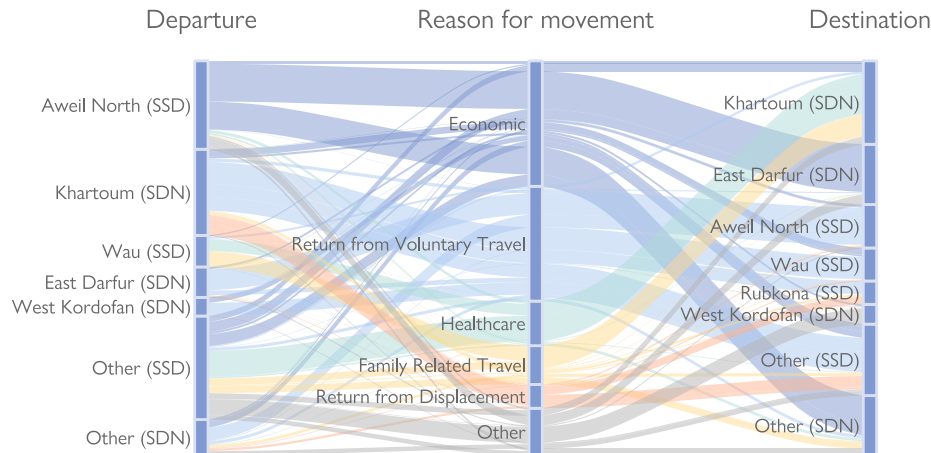 Departure
Reason for movement
Destination
Aweil North (SSD)
Khartoum (SDN)
Wau (SSD)
East Darfur (SDN)
West Kordofan (SDN)
Other (SSD)
Other (SDN)
Economic
Return from Voluntary Travel
Healthcare
Family Related Travel
Return from Displacement
Other
Khartoum (SDN)
East Darfur (SDN)
Aweil North (SSD)
Wau (SSD)
Rubkona (SSD)
West Kordofan (SDN)
Other (SSD)
Other (SDN)